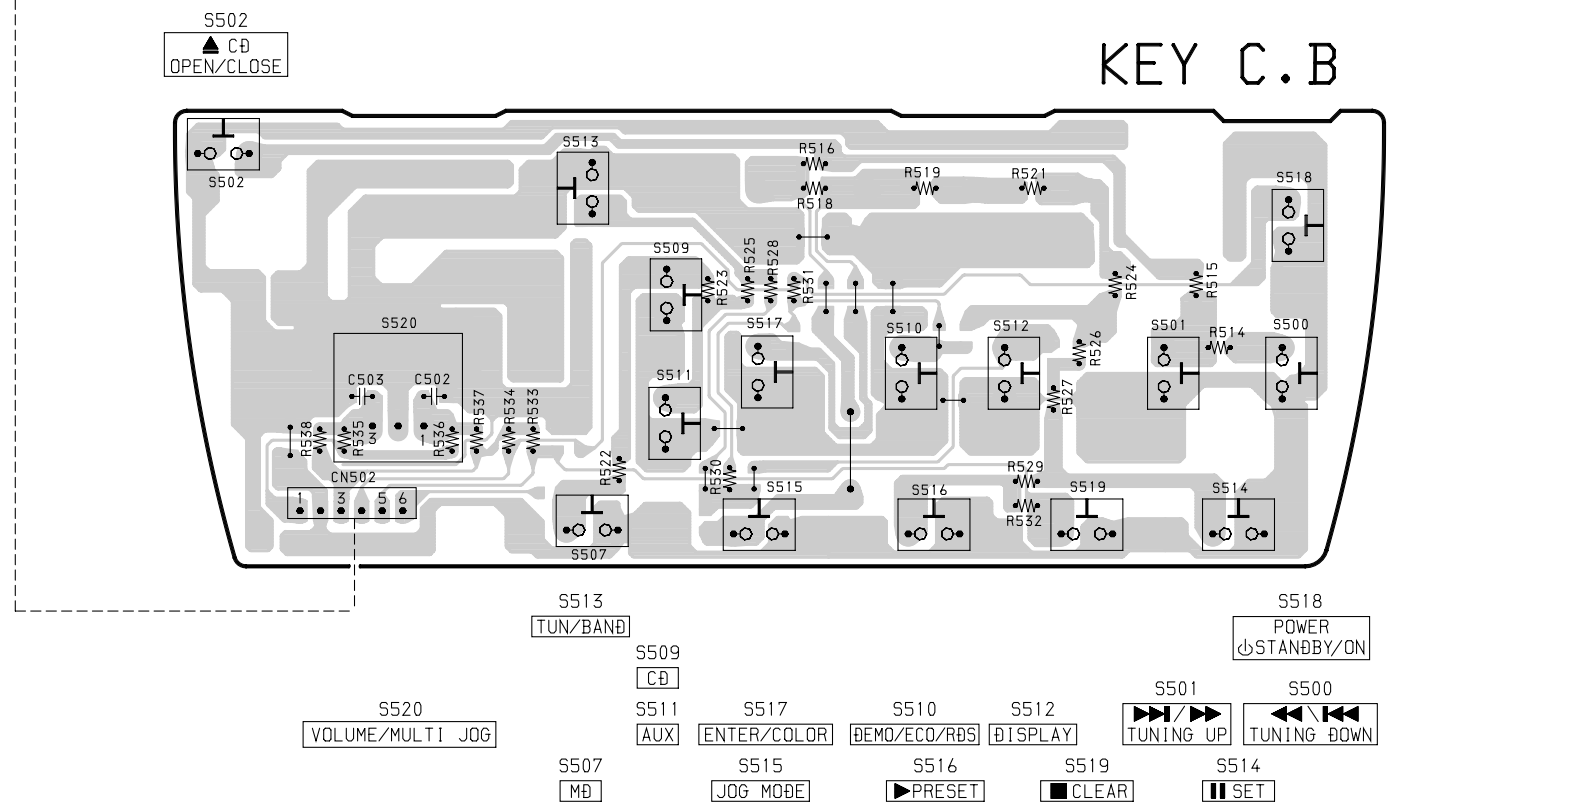 S502
▲ CD
OPEN/CLOSE
KEY C.B
S502
S513
R516
R518
R519
R521
S518
S509
R523
R525
R528
R531
R524
R515
S520
S517
S510
S512
R526
S501
R514
S500
C503
C502
S511
R527
R538
R535
3
1
R536
R537
R534
R533
R522
R530
R529
CN502
1
3
5
6
S507
S515
S516
R532
S519
S514
S513
TUN/BAND
S518
POWER
⏻STANDBY/ON
S509
CD
S501
▶▶|/▶▶
TUNING UP
S500
◀◀\|◀◀
TUNING DOWN
S520
VOLUME/MULTI JOG
S511
AUX
S517
ENTER/COLOR
S510
DEMO/ECO/RDS
S512
DISPLAY
S507
MD
S515
JOG MODE
S516
▶PRESET
S519
■CLEAR
S514
❚❚SET